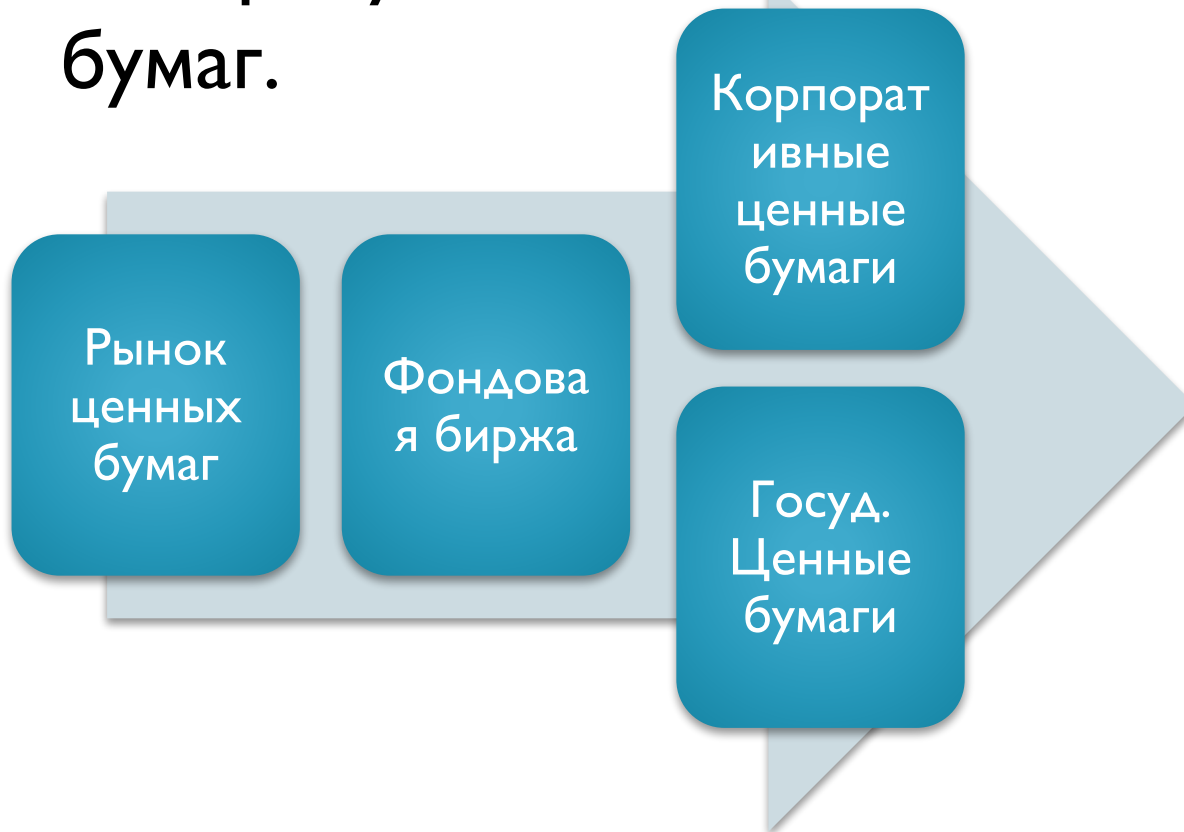 бумаг.
Рынок
ценных
бумаг
Фондова
я биржа
Корпорат
ивные
ценные
бумаги
Госуд.
Ценные
бумаги